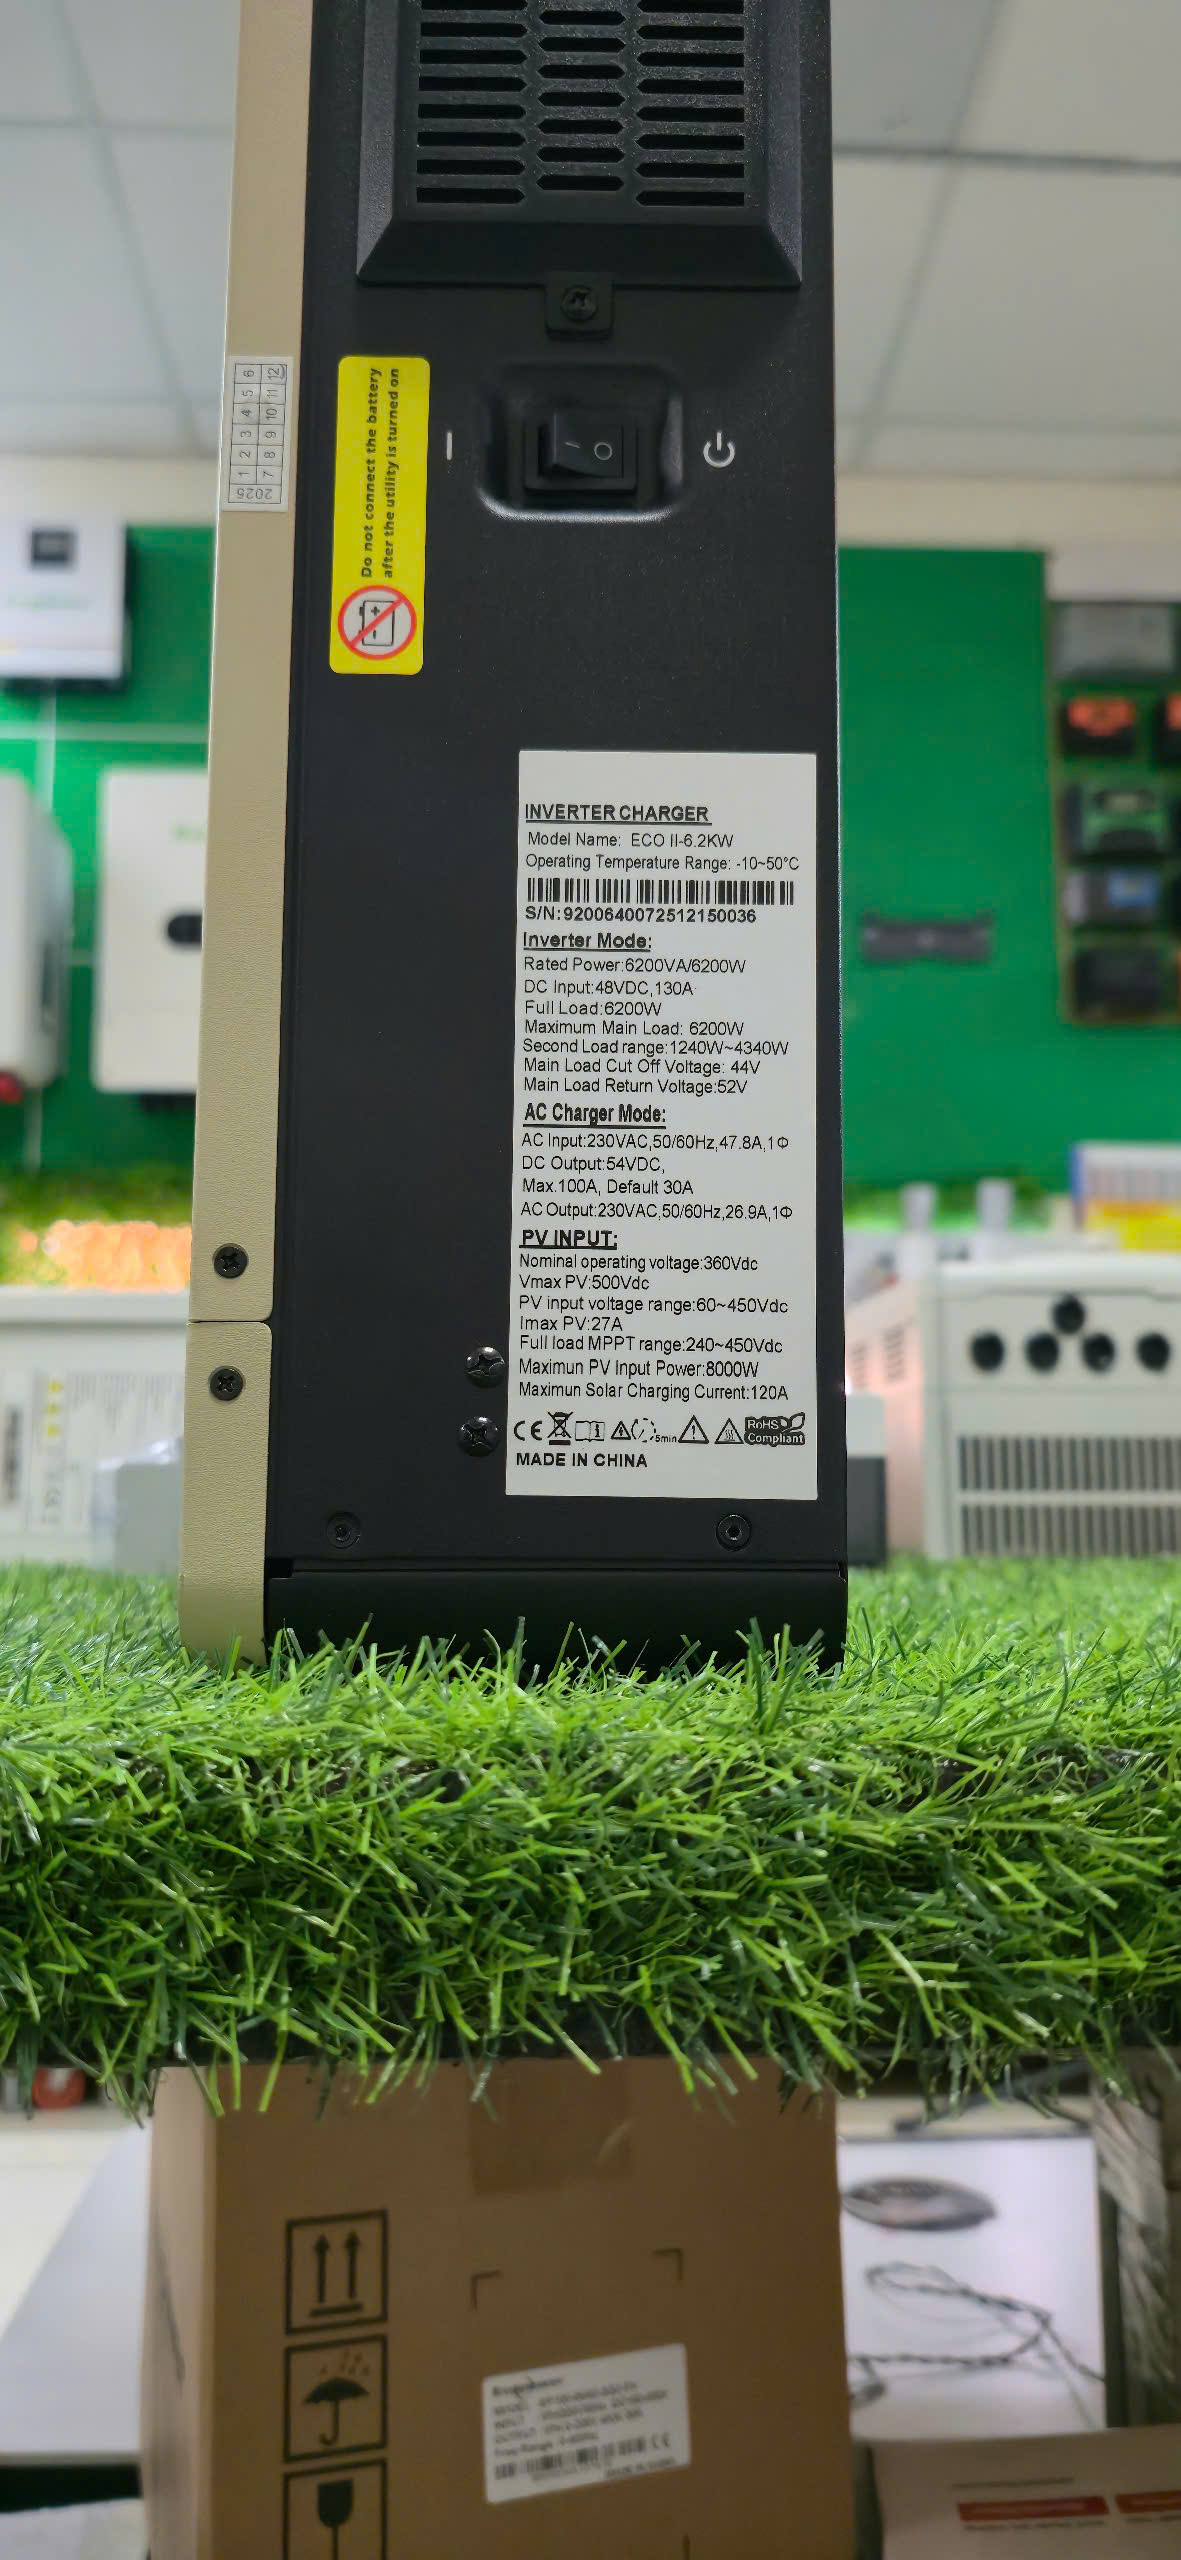 2025
1 2 3 4 5 6
7 8 9 10 11 12
Do not connect the battery
after the utility is turned on
INVERTER CHARGER
Model Name: ECO II-6.2KW
Operating Temperature Range: -10~50°C
S/N:9200640072512150036
Inverter Mode:
Rated Power:6200VA/6200W
DC Input:48VDC,130A
Full Load:6200W
Maximum Main Load: 6200W
Second Load range:1240W~4340W
Main Load Cut Off Voltage: 44V
Main Load Return Voltage:52V
AC Charger Mode:
AC Input:230VAC,50/60Hz,47.8A,1Φ
DC Output:54VDC,
Max.100A, Default 30A
AC Output:230VAC,50/60Hz,26.9A,1Φ
PV INPUT:
Nominal operating voltage:360Vdc
Vmax PV:500Vdc
PV input voltage range:60~450Vdc
Imax PV:27A
Full load MPPT range:240~450Vdc
Maximun PV Input Power:8000W
Maximun Solar Charging Current:120A
CE 5min RoHS
Compliant
MADE IN CHINA